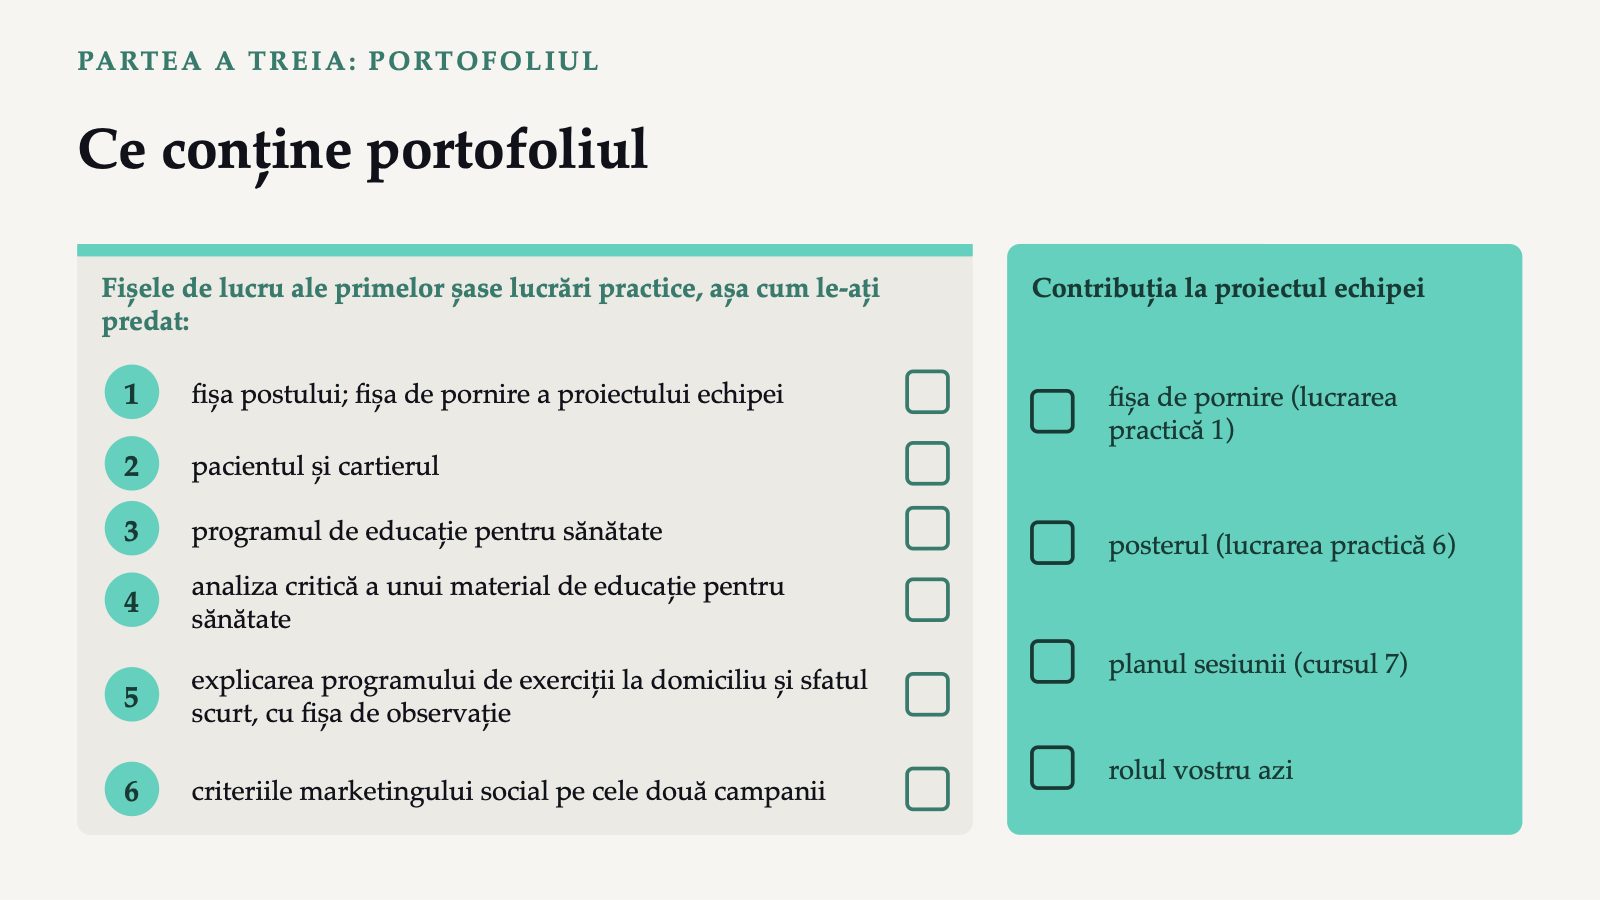 PARTEA A TREIA: PORTOFOLIUL
Ce conține portofoliul
Fișele de lucru ale primelor șase lucrări practice, așa cum le-ați
predat:
1 fișa postului; fișa de pornire a proiectului echipei
2 pacientul și cartierul
3 programul de educație pentru sănătate
4 analiza critică a unui material de educație pentru
sănătate
5 explicarea programului de exerciții la domiciliu și sfatul
scurt, cu fișa de observație
6 criteriile marketingului social pe cele două campanii
Contribuția la proiectul echipei
fișa de pornire (lucrarea
practică 1)
posterul (lucrarea practică 6)
planul sesiunii (cursul 7)
rolul vostru azi